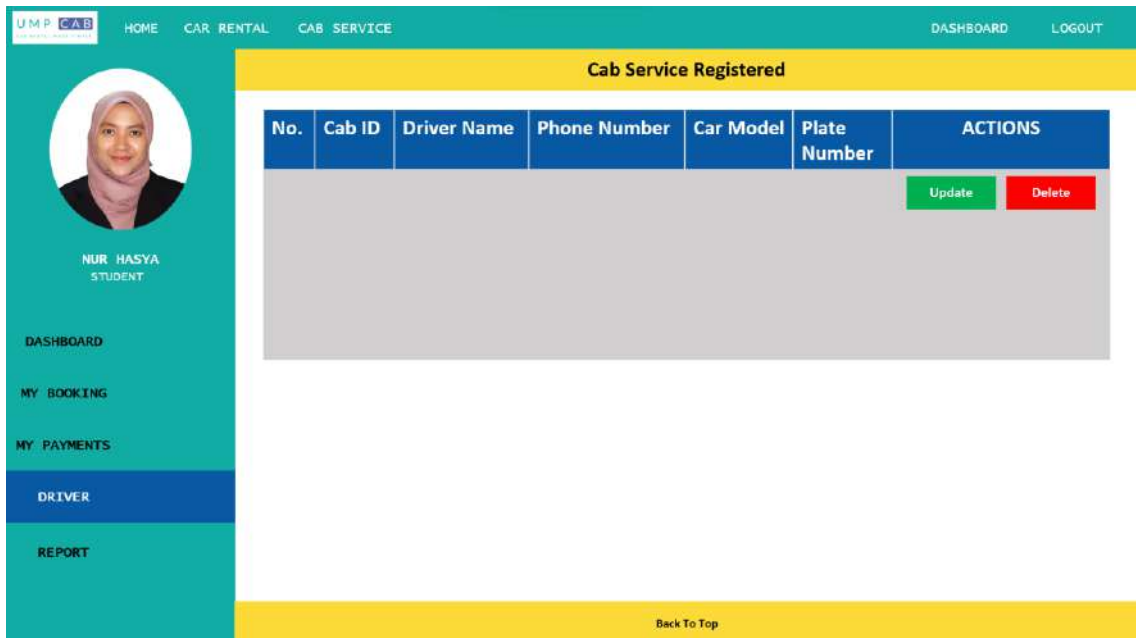 UMP CAB
HOME
CAR RENTAL
CAB SERVICE
DASHBOARD
LOGOUT
Cab Service Registered
NUR HASYA
STUDENT
DASHBOARD
MY BOOKING
MY PAYMENTS
DRIVER
REPORT
No.
Cab ID
Driver Name
Phone Number
Car Model
Plate
Number
ACTIONS
Update
Delete
Back To Top